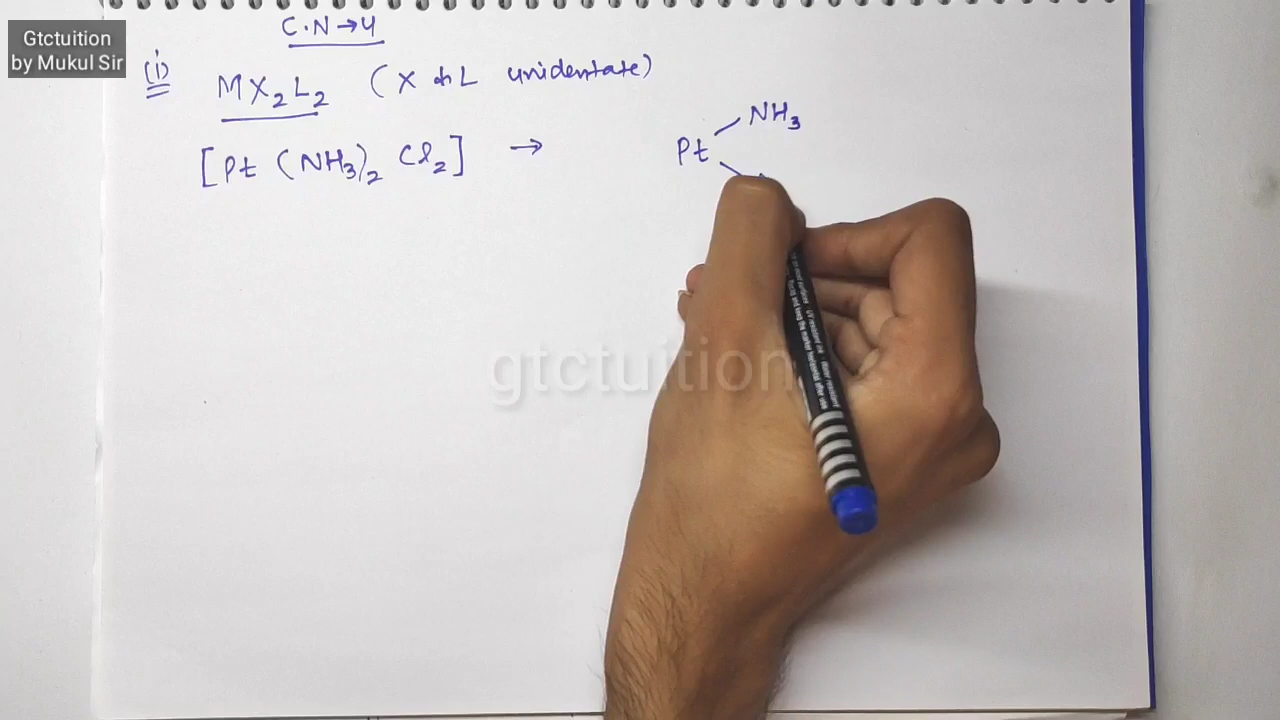 Gtctuition
by Mukul Sir
C.N→4
(i) MX₂L₂ (X & L unidentate)
[Pt (NH₃)₂ Cl₂] →
NH₃
Pt
gtctuition